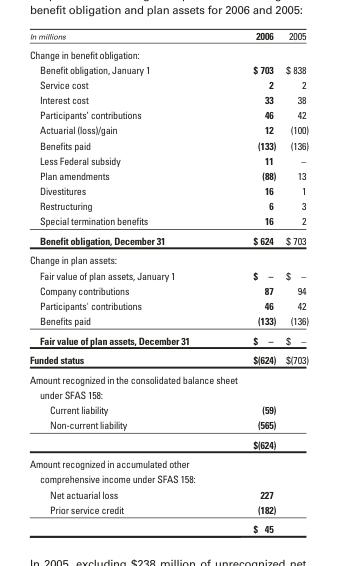 benefit obligation and plan assets for 2006 and 2005:
In millions 2006 2005
Change in benefit obligation:
Benefit obligation, January 1 $ 703 $ 838
Service cost 2 2
Interest cost 33 38
Participants' contributions 46 42
Actuarial (loss)/gain 12 (100)
Benefits paid (133) (136)
Less Federal subsidy 11 –
Plan amendments (88) 13
Divestitures 16 1
Restructuring 6 3
Special termination benefits 16 2
Benefit obligation, December 31 $ 624 $ 703
Change in plan assets:
Fair value of plan assets, January 1 $ – $ –
Company contributions 87 94
Participants' contributions 46 42
Benefits paid (133) (136)
Fair value of plan assets, December 31 $ – $ –
Funded status $(624) $(703)
Amount recognized in the consolidated balance sheet
under SFAS 158:
Current liability (59)
Non-current liability (565)
$(624)
Amount recognized in accumulated other
comprehensive income under SFAS 158:
Net actuarial loss 227
Prior service credit (182)
$ 45
In 2005, excluding $238 million of unrecognized net